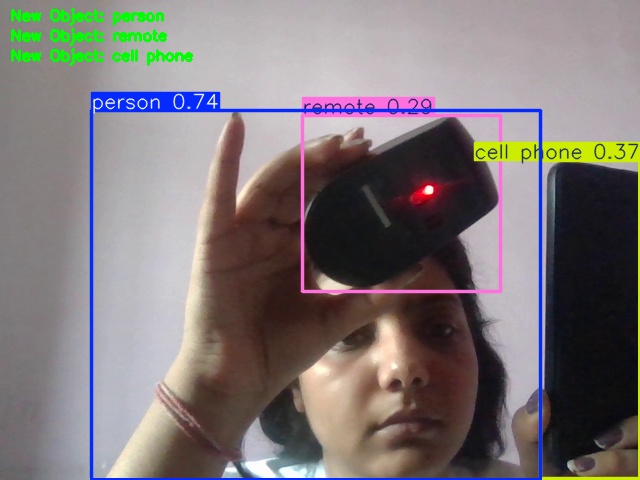 New Object: person
New Object: remote
New Object: cell phone
person 0.74
remote 0.29
cell phone 0.37